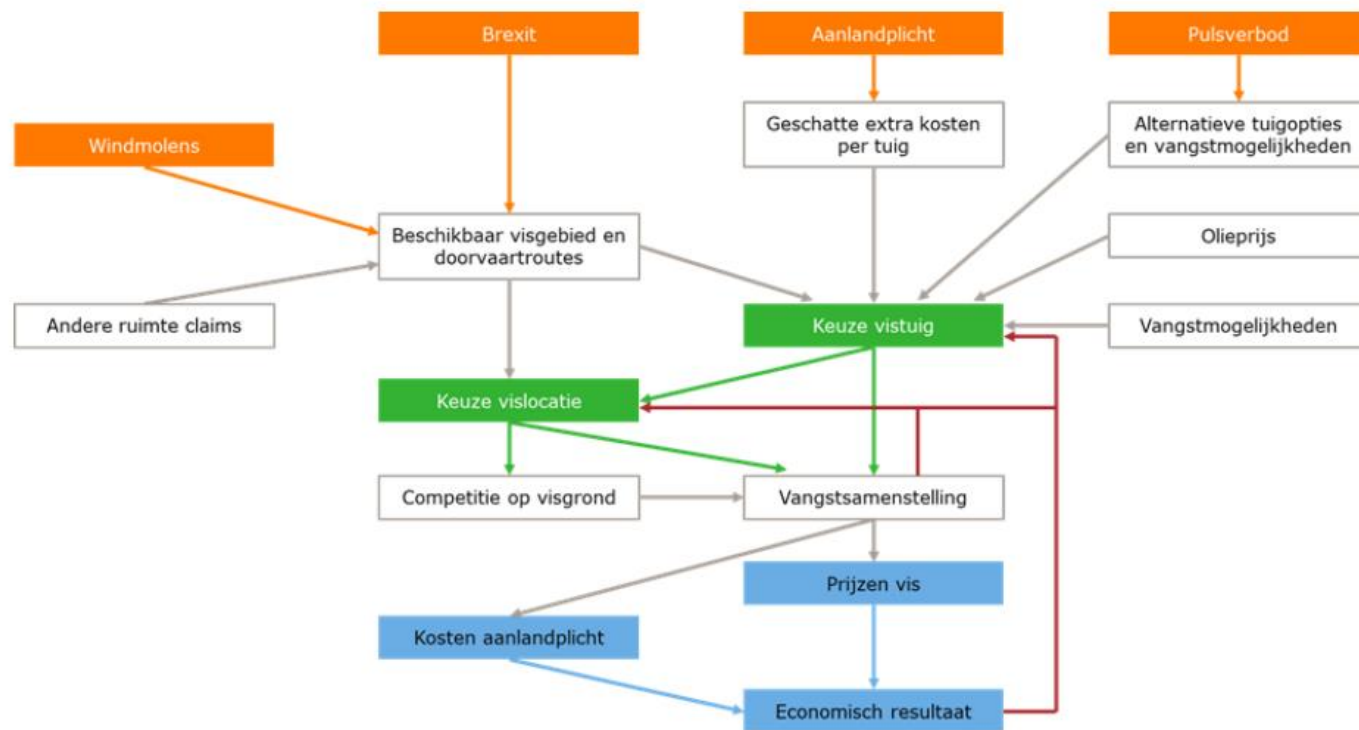 Brexit
Aanlandplicht
Pulsverbod
Windmolens
Geschatte extra kosten
per tuig
Alternatieve tuigopties
en vangstmogelijkheden
Beschikbaar visgebied en
doorvaartroutes
Olieprijs
Andere ruimte claims
Keuze vistuig
Vangstmogelijkheden
Keuze vislocatie
Competitie op visgrond
Vangstsamenstelling
Prijzen vis
Kosten aanlandplicht
Economisch resultaat